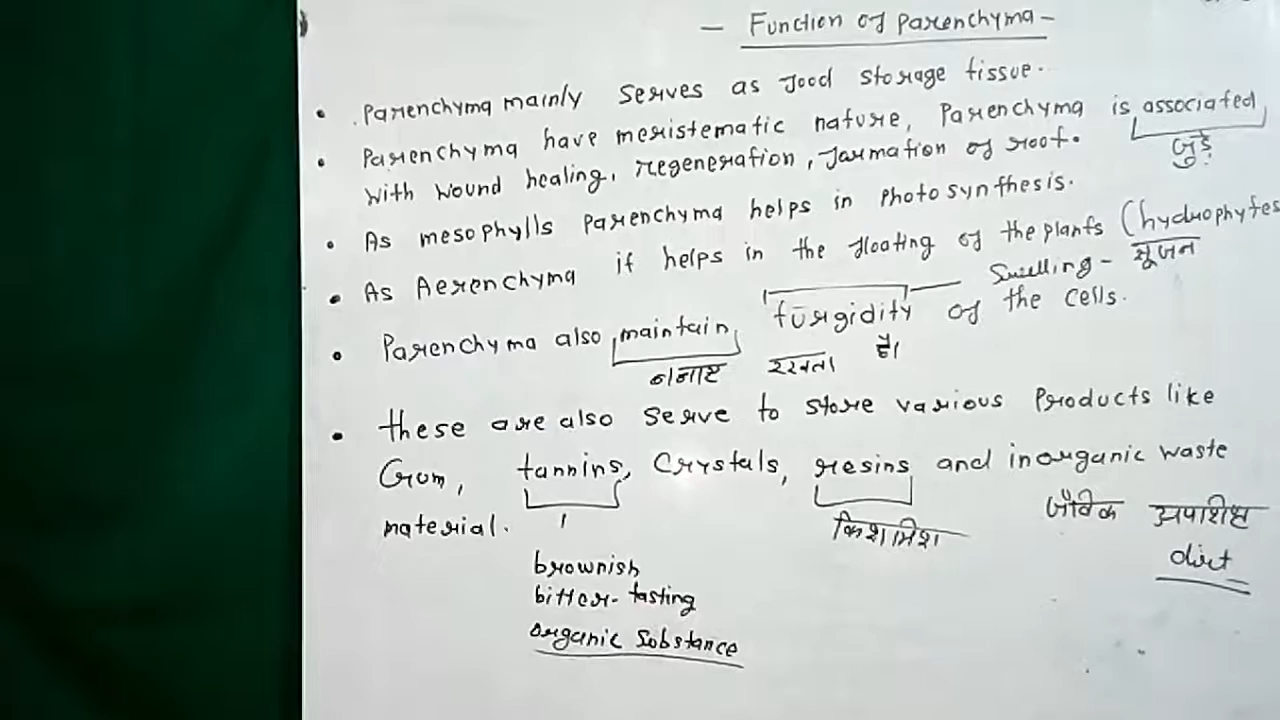 - Function of Parenchyma -
• Parenchyma mainly serves as food storage tissue.
• Parenchyma have meristematic nature, Parenchyma is associated
जुड़े
with wound healing, regeneration, formation of root.
• As mesophylls Parenchyma helps in Photosynthesis.
• As Aerenchyma it helps in the floating of the plants (hydrophytes
Swelling - सूजन
• Parenchyma also maintain turgidity of the cells.
बनाए रखता है।
• these are also serve to store various Products like
Gum, tannins, Crystals, resins and inorganic waste
material.
किशमिश
जैविक अपशिष्ट
dirt
brownish
bitter-tasting
organic substance